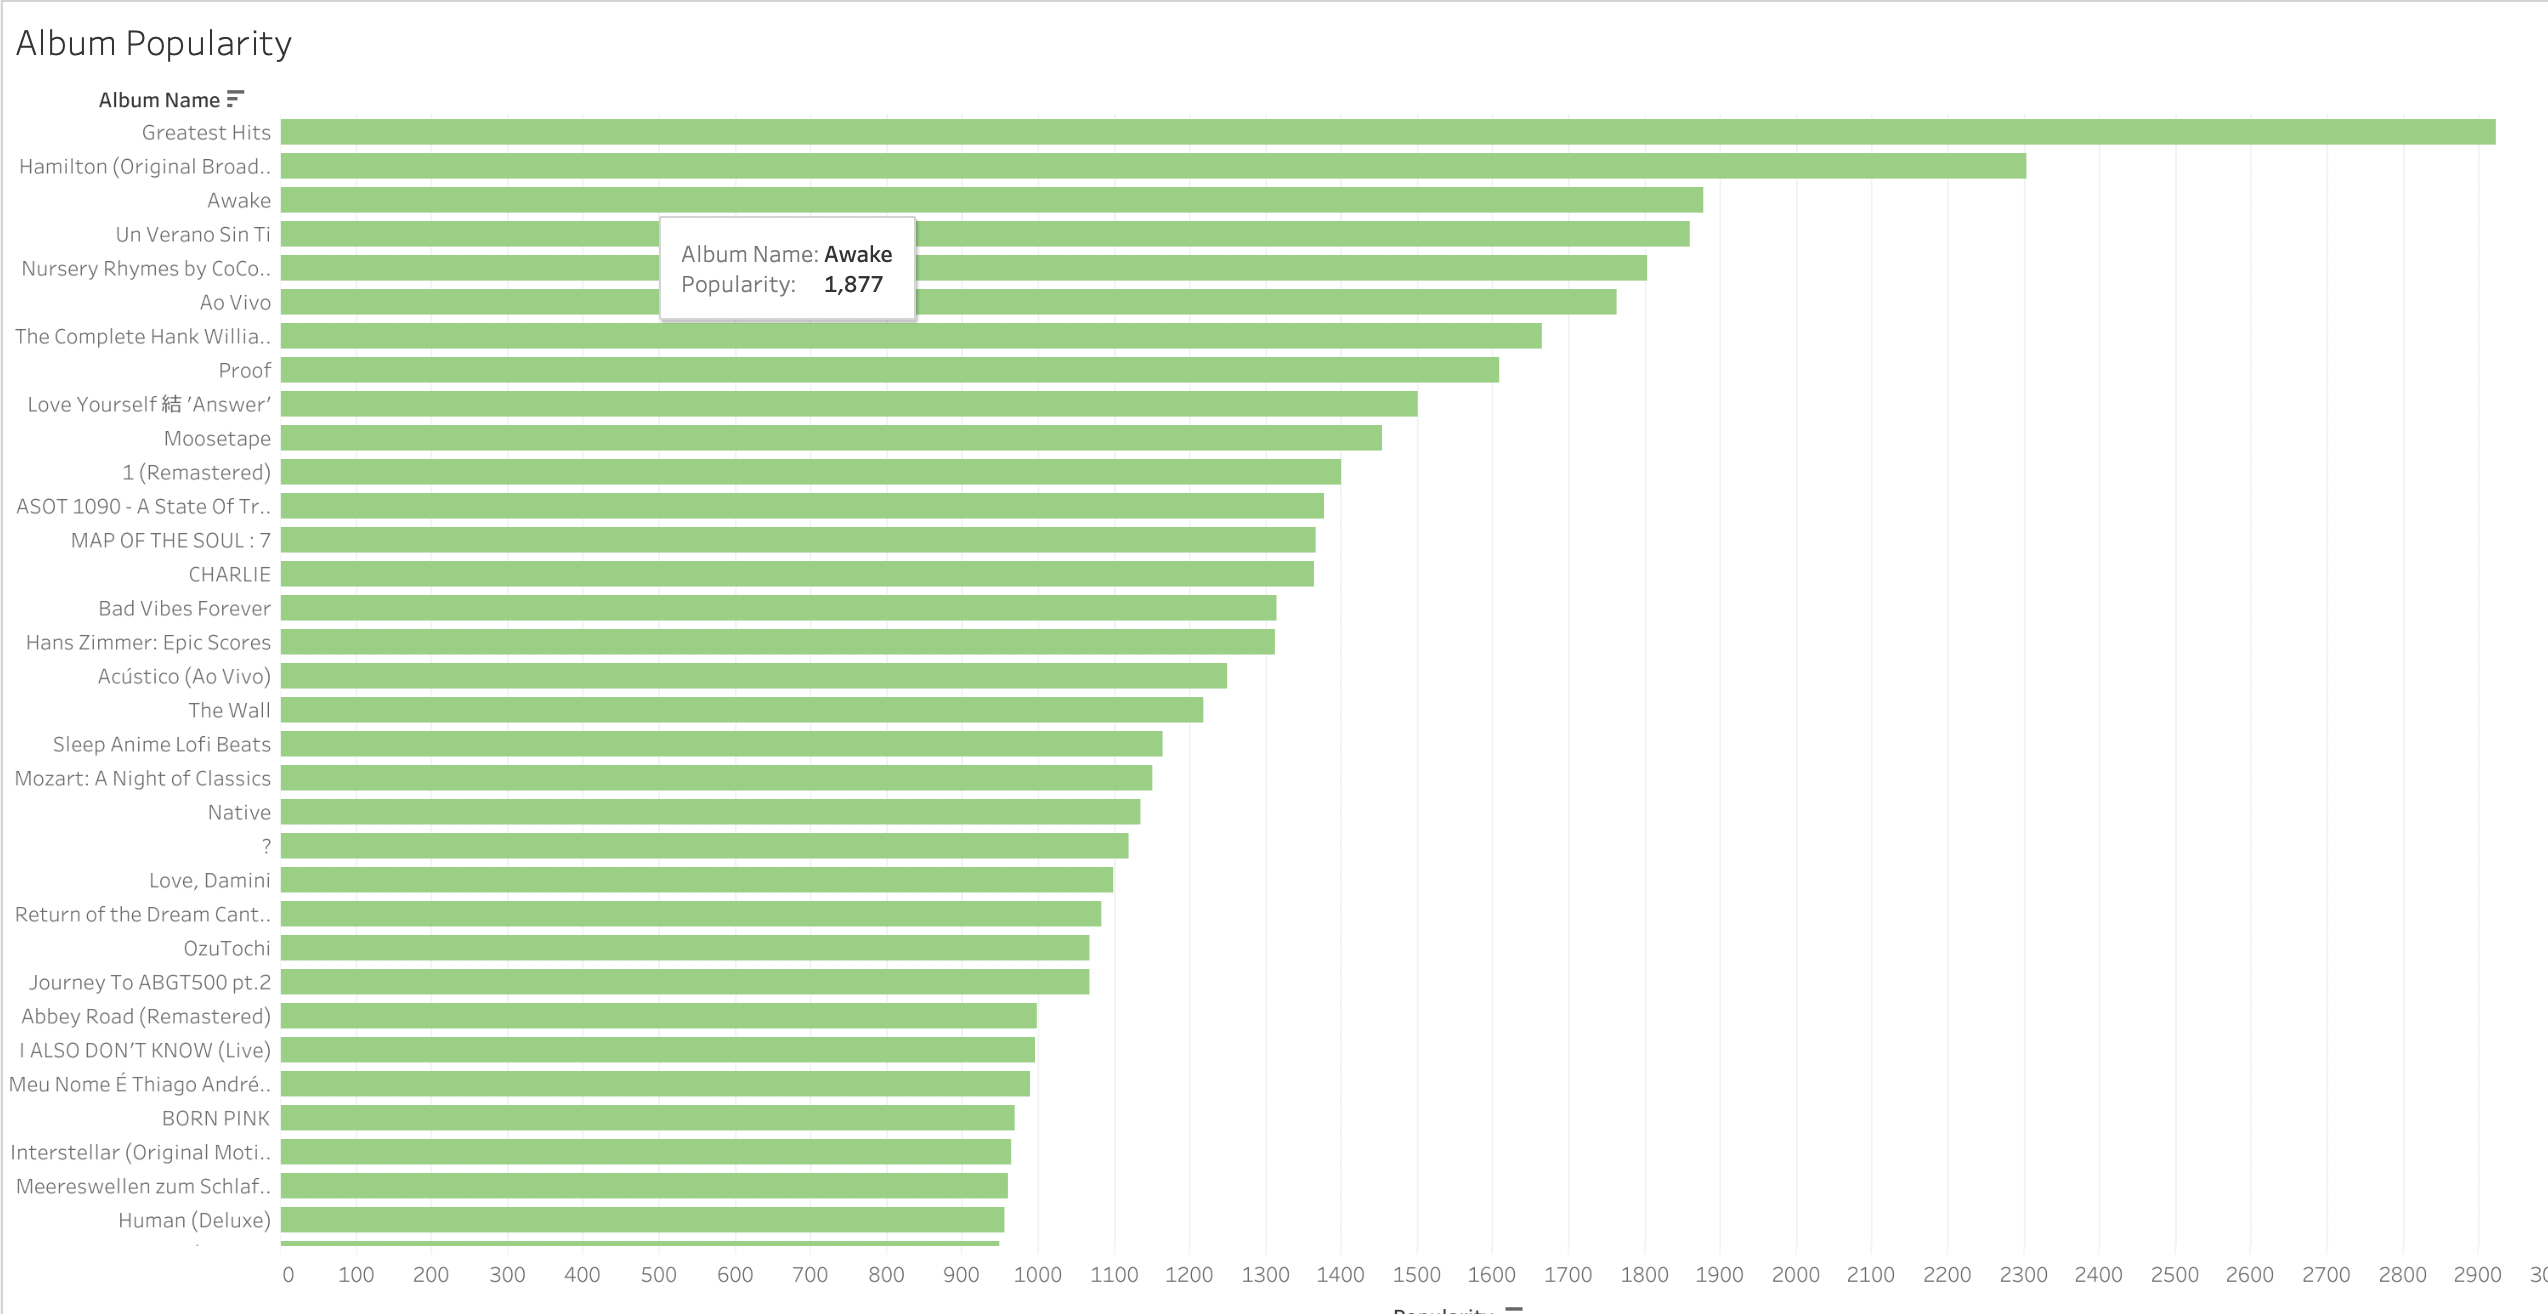 Album Popularity
Album Name
Greatest Hits
Hamilton (Original Broad..
Awake
Un Verano Sin Ti
Nursery Rhymes by CoCo..
Ao Vivo
The Complete Hank Willia..
Proof
Love Yourself 結 ’Answer’
Moosetape
1 (Remastered)
ASOT 1090 - A State Of Tr..
MAP OF THE SOUL : 7
CHARLIE
Bad Vibes Forever
Hans Zimmer: Epic Scores
Acústico (Ao Vivo)
The Wall
Sleep Anime Lofi Beats
Mozart: A Night of Classics
Native
?
Love, Damini
Return of the Dream Cant..
OzuTochi
Journey To ABGT500 pt.2
Abbey Road (Remastered)
I ALSO DON’T KNOW (Live)
Meu Nome É Thiago André..
BORN PINK
Interstellar (Original Moti..
Meereswellen zum Schlaf..
Human (Deluxe)
Album Name: Awake
Popularity: 1,877
0 100 200 300 400 500 600 700 800 900 1000 1100 1200 1300 1400 1500 1600 1700 1800 1900 2000 2100 2200 2300 2400 2500 2600 2700 2800 2900
Popularity